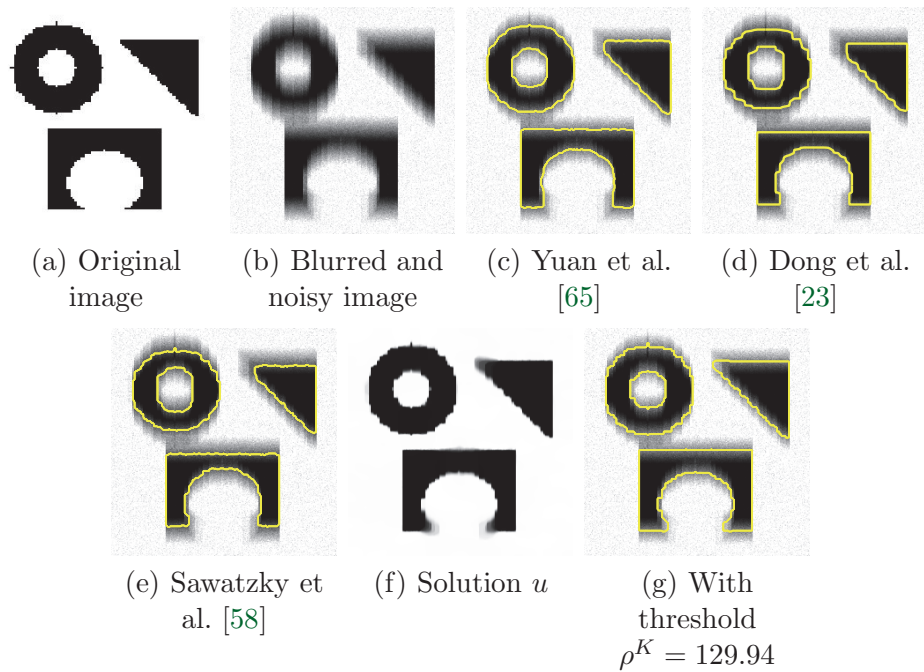 (a) Original
image
(b) Blurred and
noisy image
(c) Yuan et al.
[65]
(d) Dong et al.
[23]
(e) Sawatzky et
al. [58]
(f) Solution u
(g) With
threshold
ρ^K = 129.94